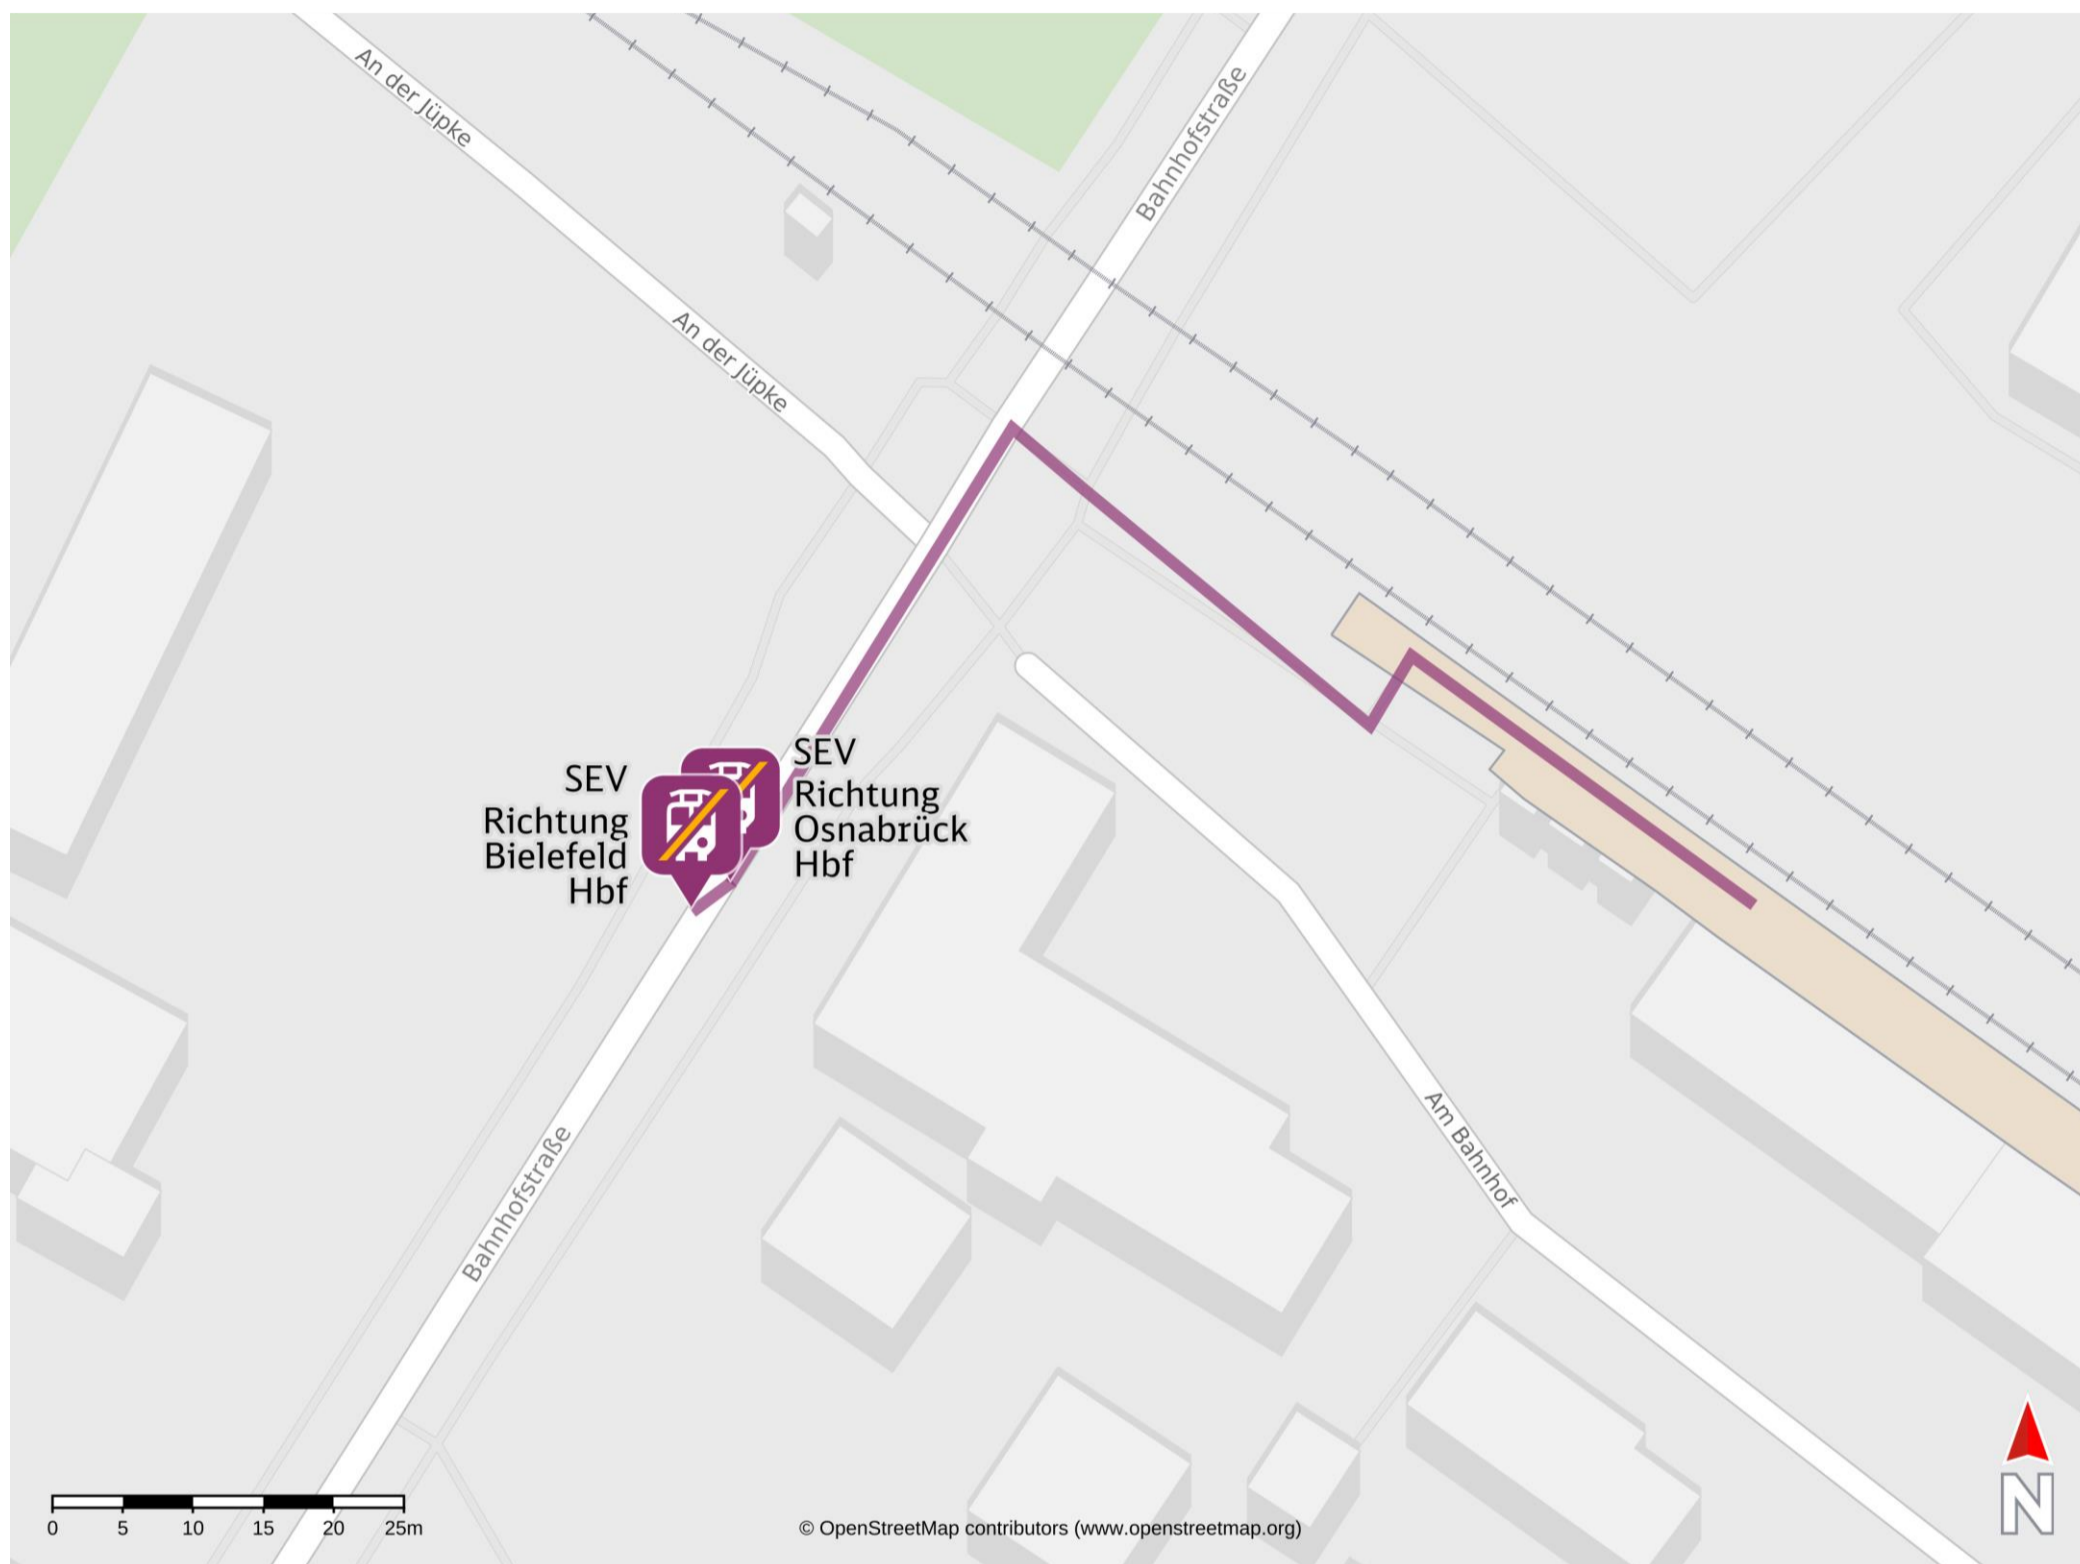 An der Jüpke
Bahnhofstraße
An der Jüpke
SEV
Richtung
Bielefeld
Hbf
SEV
Richtung
Osnabrück
Hbf
Bahnhofstraße
Am Bahnhof
0 5 10 15 20 25m
© OpenStreetMap contributors (www.openstreetmap.org)
N